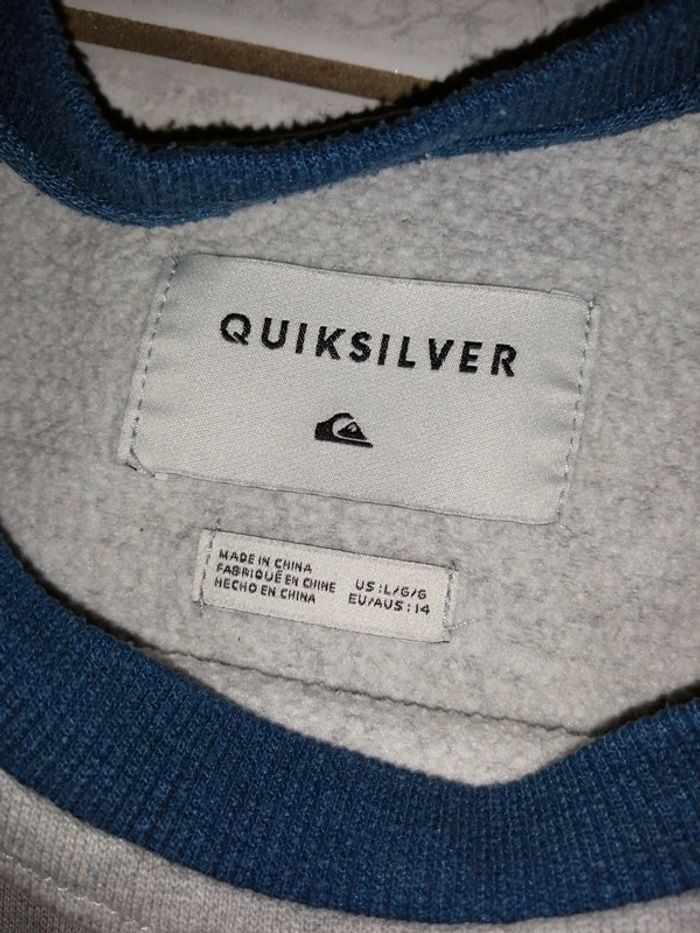 QUIKSILVER
MADE IN CHINA
FABRIQUÉ EN CHINE
HECHO EN CHINA
US:L/G/G
EU/AUS:14